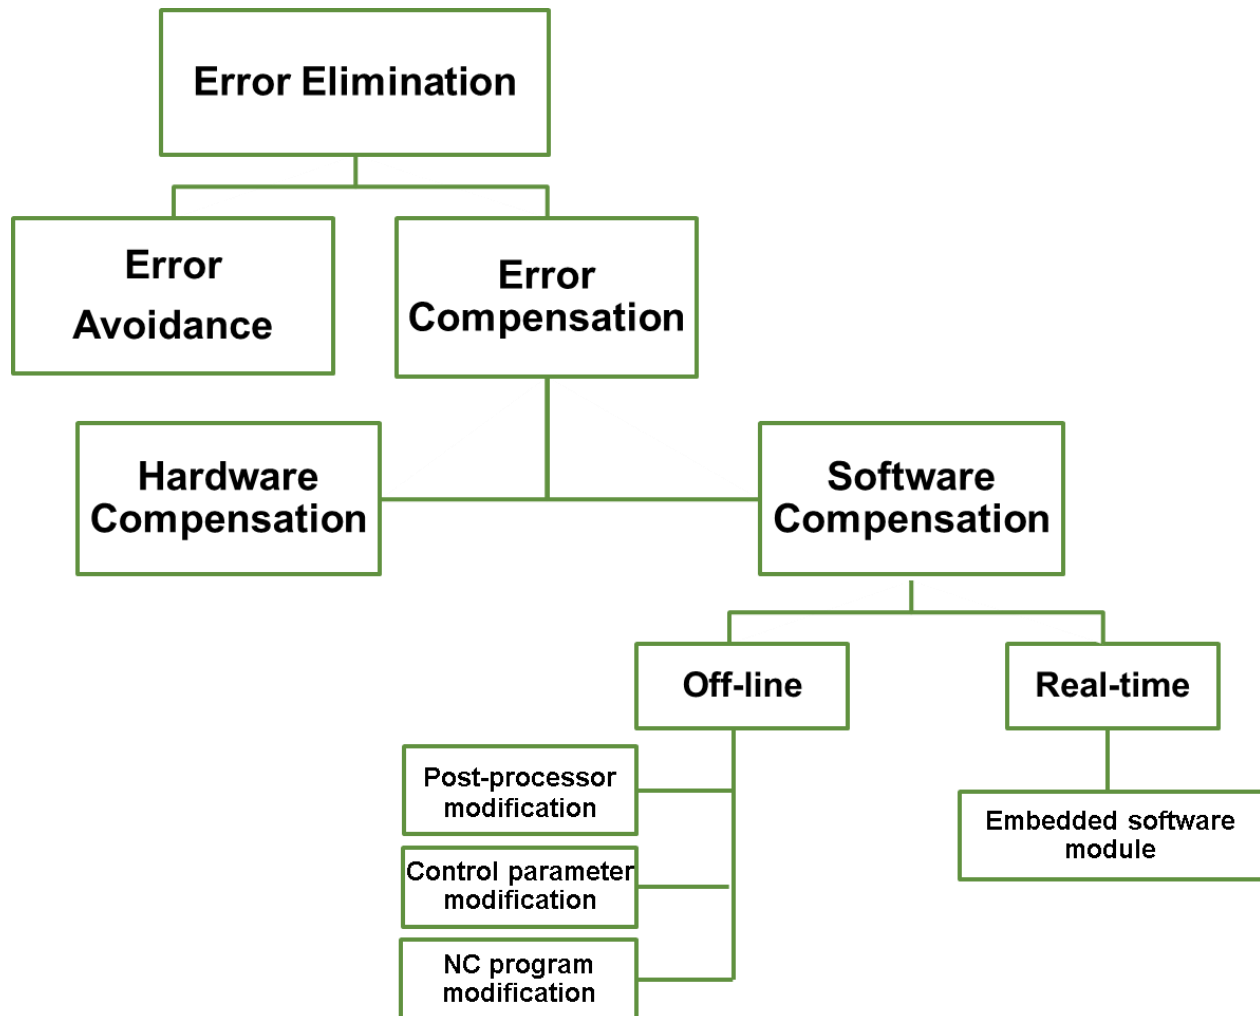 Error Elimination
Error
Avoidance
Error
Compensation
Hardware
Compensation
Software
Compensation
Off-line
Real-time
Post-processor
modification
Control parameter
modification
NC program
modification
Embedded software
module